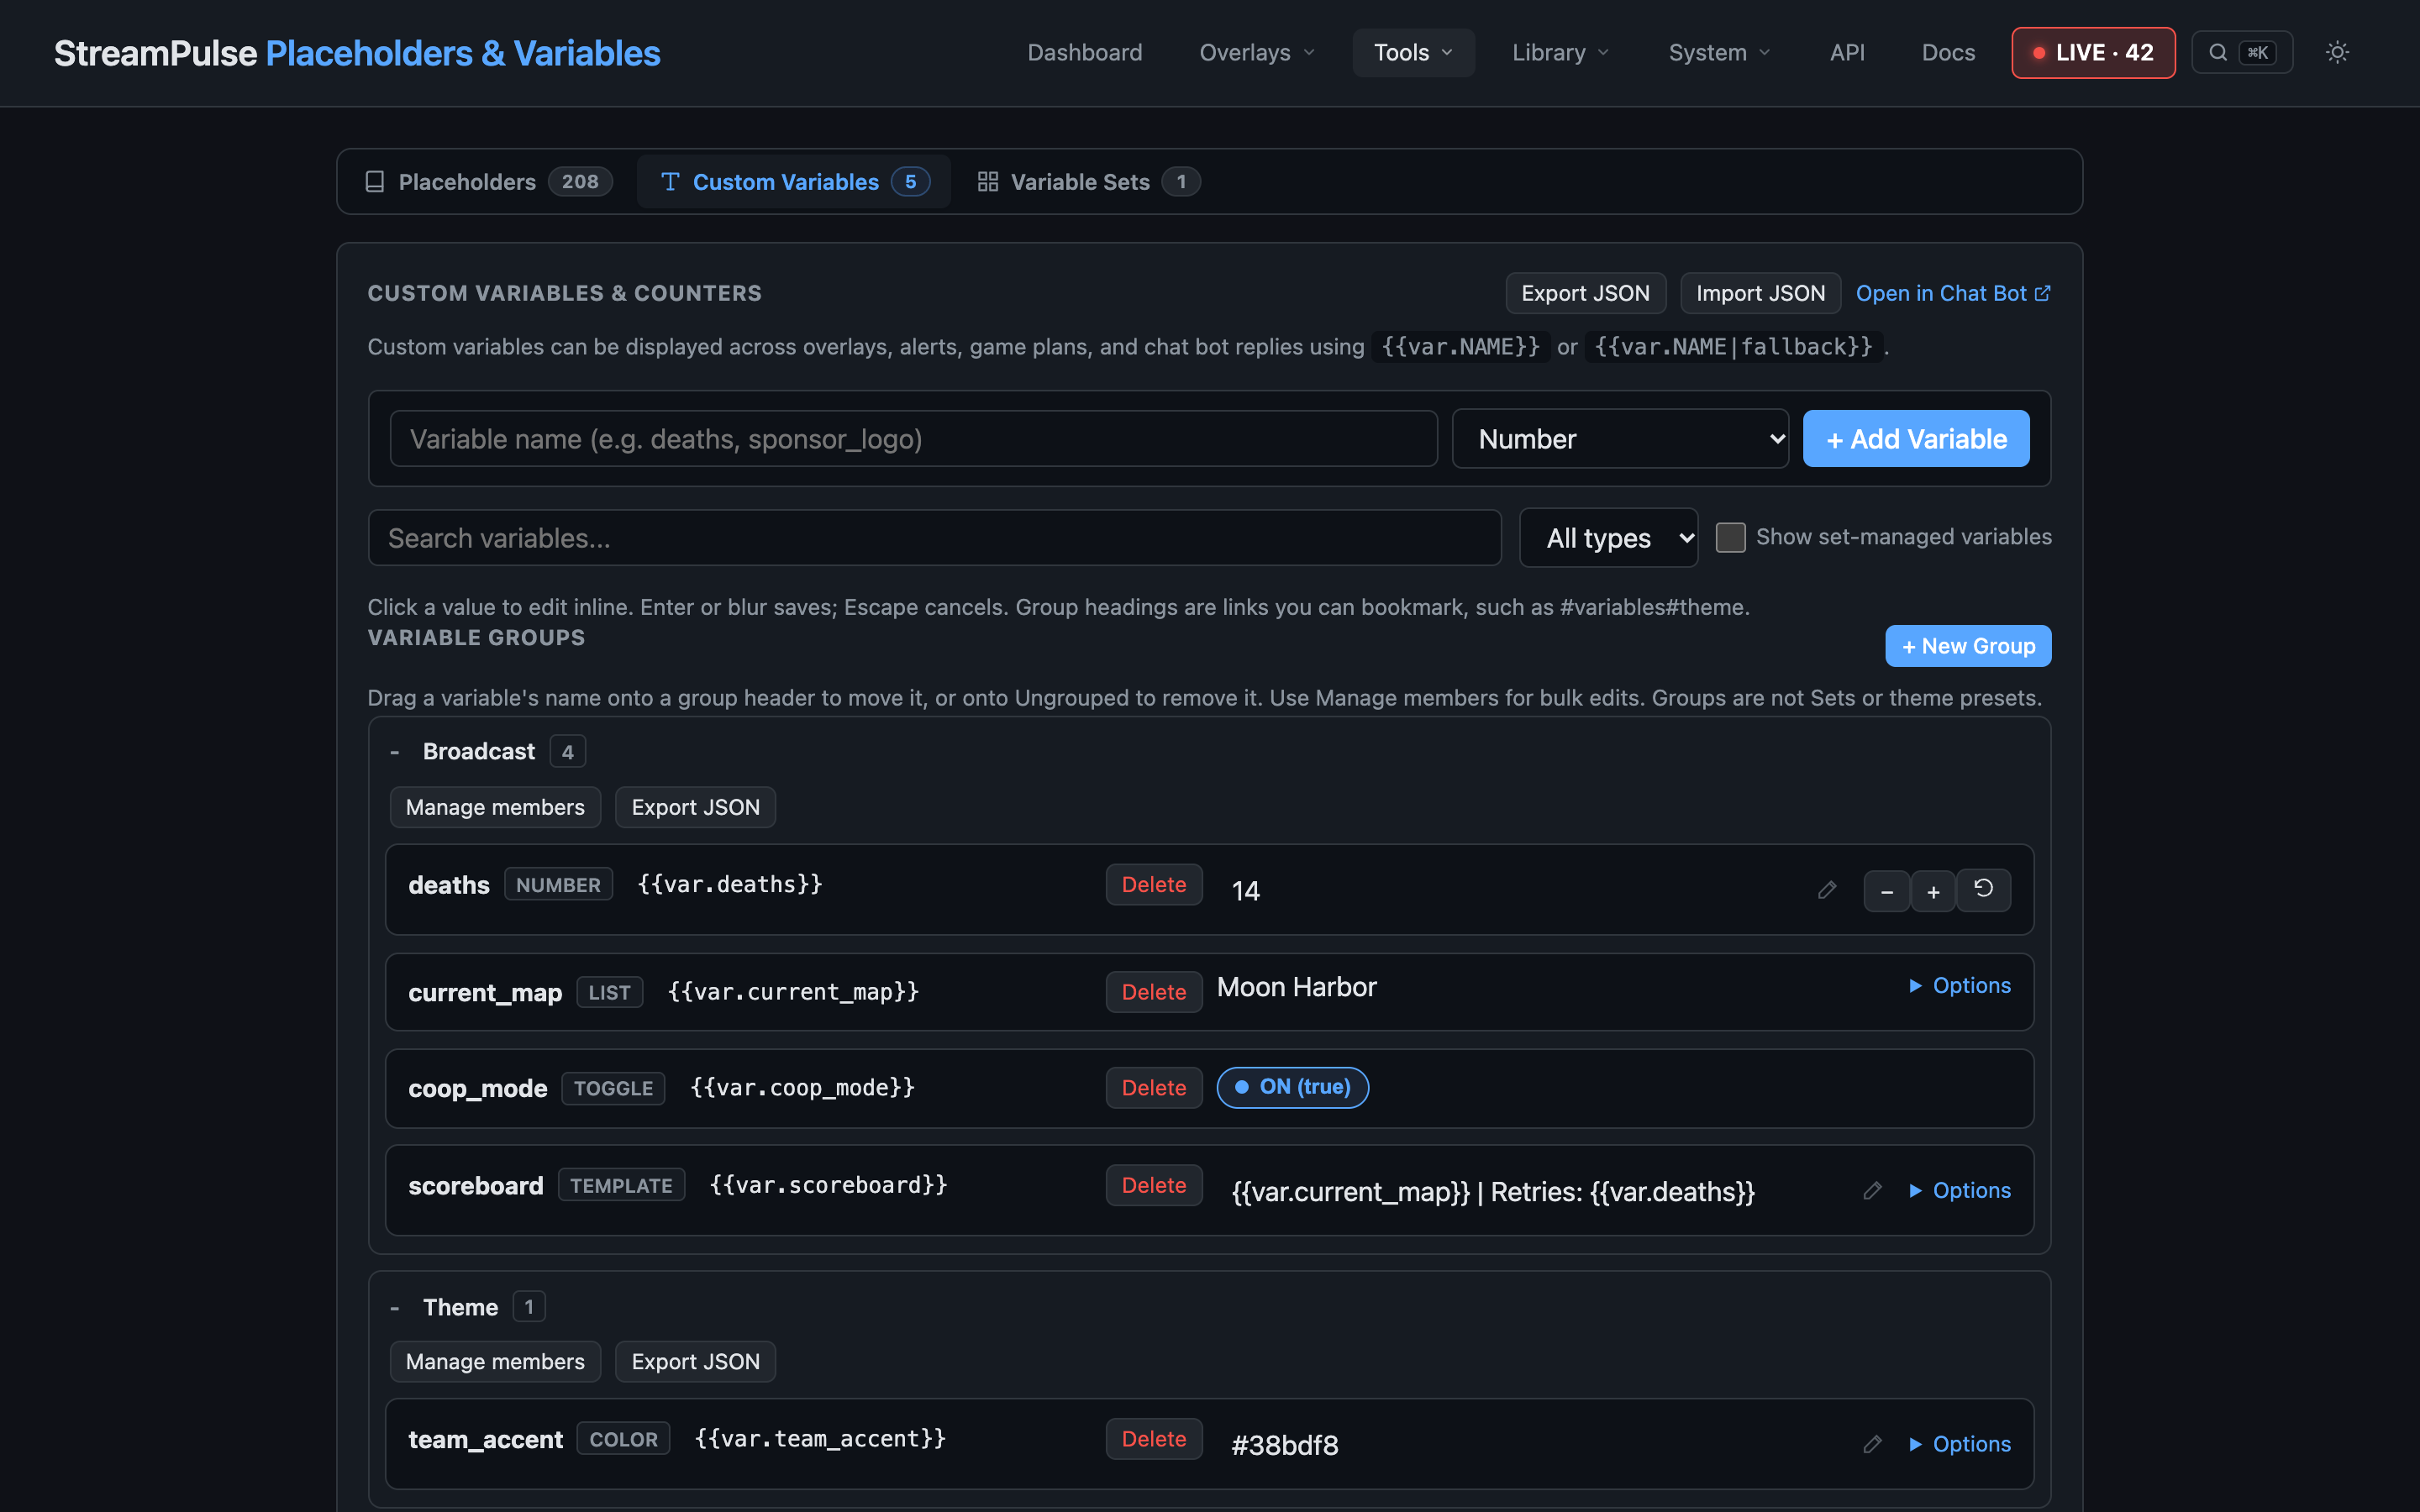 StreamPulse Placeholders & Variables
Dashboard Overlays Tools Library System API Docs LIVE · 42 ⌘K
Placeholders 208 Custom Variables 5 Variable Sets 1
CUSTOM VARIABLES & COUNTERS Export JSON Import JSON Open in Chat Bot
Custom variables can be displayed across overlays, alerts, game plans, and chat bot replies using {{var.NAME}} or {{var.NAME|fallback}}.
Variable name (e.g. deaths, sponsor_logo) Number + Add Variable
Search variables... All types Show set-managed variables
Click a value to edit inline. Enter or blur saves; Escape cancels. Group headings are links you can bookmark, such as #variables#theme.
VARIABLE GROUPS + New Group
Drag a variable's name onto a group header to move it, or onto Ungrouped to remove it. Use Manage members for bulk edits. Groups are not Sets or theme presets.
- Broadcast 4
Manage members Export JSON
deaths NUMBER {{var.deaths}} Delete 14 − +
current_map LIST {{var.current_map}} Delete Moon Harbor Options
coop_mode TOGGLE {{var.coop_mode}} Delete ON (true)
scoreboard TEMPLATE {{var.scoreboard}} Delete {{var.current_map}} | Retries: {{var.deaths}} Options
- Theme 1
Manage members Export JSON
team_accent COLOR {{var.team_accent}} Delete #38bdf8 Options